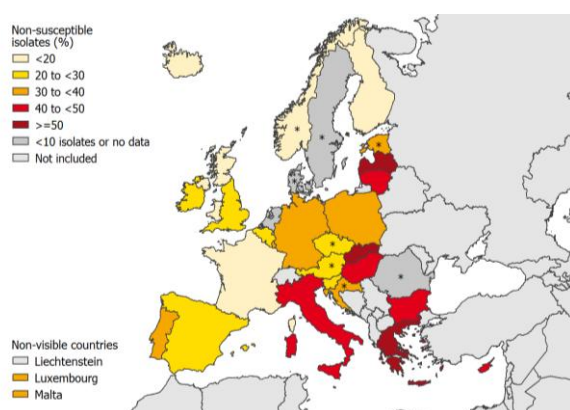 Non-susceptible
isolates (%)
<20
20 to <30
30 to <40
40 to <50
>=50
<10 isolates or no data
Not included
Non-visible countries
Liechtenstein
Luxembourg
Malta